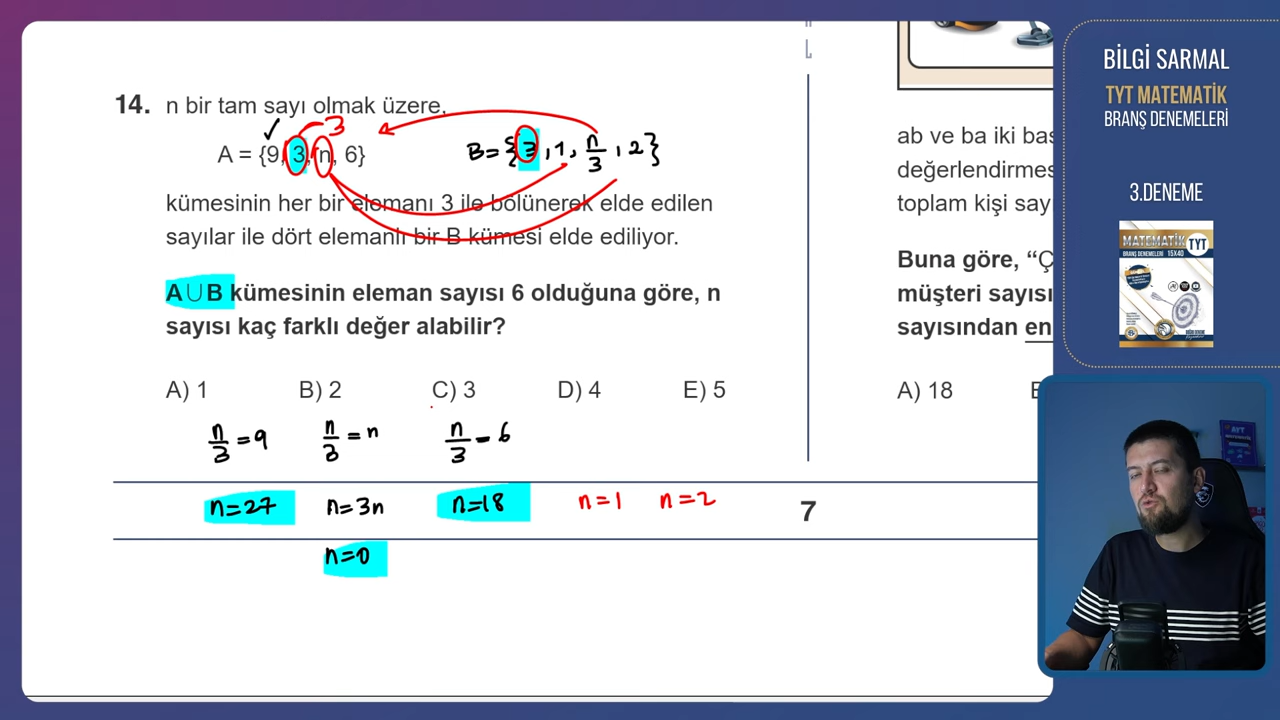 14. n bir tam sayı olmak üzere,
3
A = {9, 3, n, 6}
B = {3, 1, n/3, 2}
kümesinin her bir elemanı 3 ile bölünerek elde edilen
sayılar ile dört elemanlı bir B kümesi elde ediliyor.
A∪B kümesinin eleman sayısı 6 olduğuna göre, n
sayısı kaç farklı değer alabilir?
A) 1 B) 2 C) 3 D) 4 E) 5
n/3 = 9 n/3 = n n/3 = 6
n=27 n=3n n=18 n=1 n=2
n=0
7
ab ve ba iki bas
değerlendirmes
toplam kişi say
Buna göre, “Ç
müşteri sayısı
sayısından en
A) 18
BİLGİ SARMAL
TYT MATEMATİK
BRANŞ DENEMELERİ
3.DENEME
MATEMATİK TYT
BRANŞ DENEMELERİ 15X40